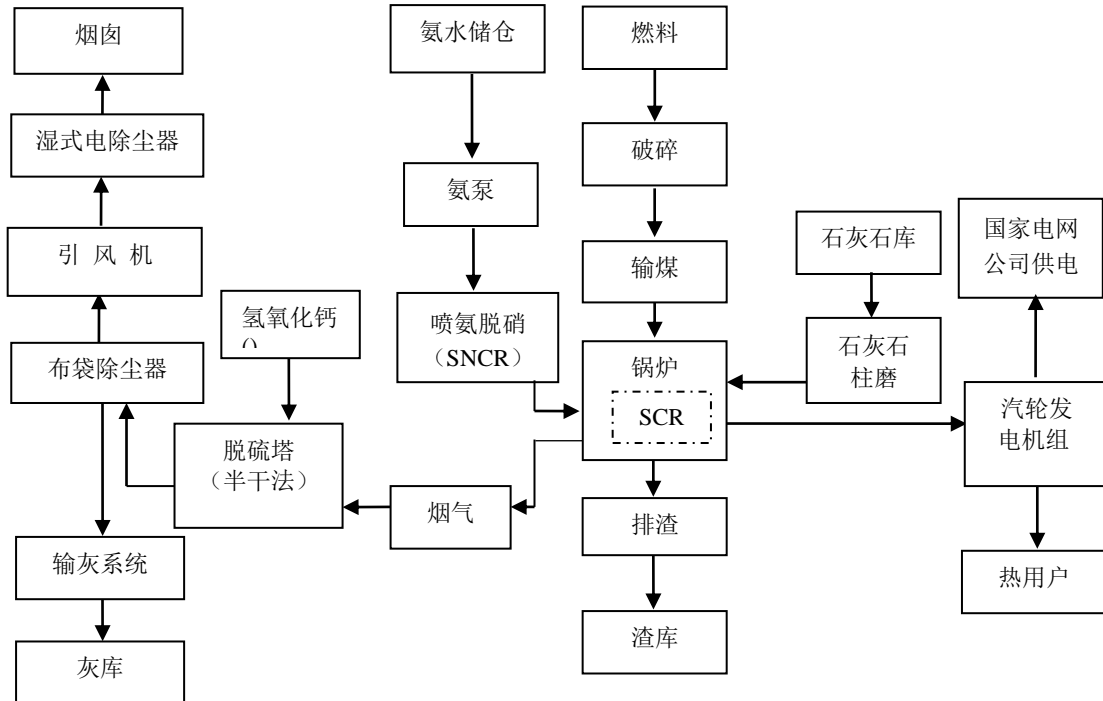 烟囱
氨水储仓
燃料
湿式电除尘器
破碎
氨泵
引 风 机
输煤
石灰石库
国家电网
公司供电
氢氧化钙
()
喷氨脱硝
（SNCR）
布袋除尘器
锅炉
SCR
石灰石
柱磨
汽轮发
电机组
脱硫塔
（半干法）
烟气
排渣
输灰系统
热用户
灰库
渣库